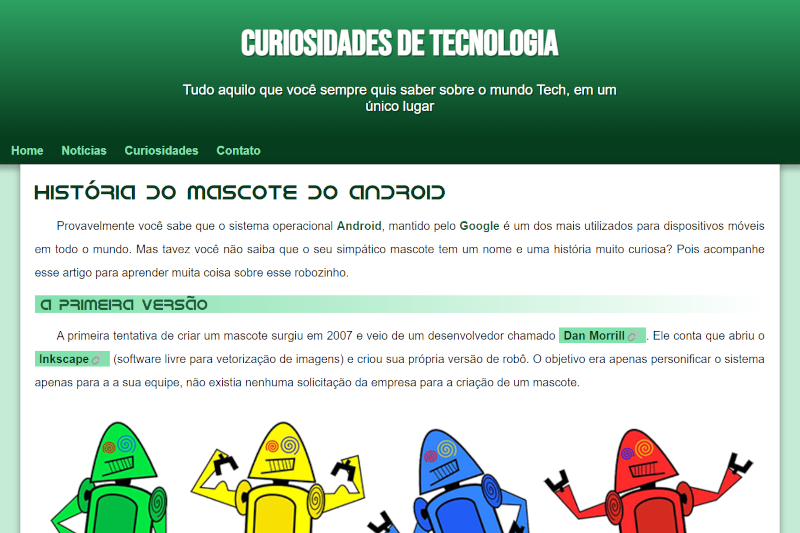 CURIOSIDADES DE TECNOLOGIA
Tudo aquilo que você sempre quis saber sobre o mundo Tech, em um
único lugar
Home Notícias Curiosidades Contato
HISTÓRIA DO MASCOTE DO ANDROID
Provavelmente você sabe que o sistema operacional Android, mantido pelo Google é um dos mais utilizados para dispositivos móveis
em todo o mundo. Mas tavez você não saiba que o seu simpático mascote tem um nome e uma história muito curiosa? Pois acompanhe
esse artigo para aprender muita coisa sobre esse robozinho.
A PRIMEIRA VERSÃO
A primeira tentativa de criar um mascote surgiu em 2007 e veio de um desenvolvedor chamado Dan Morrill. Ele conta que abriu o
Inkscape (software livre para vetorização de imagens) e criou sua própria versão de robô. O objetivo era apenas personificar o sistema
apenas para a a sua equipe, não existia nenhuma solicitação da empresa para a criação de um mascote.